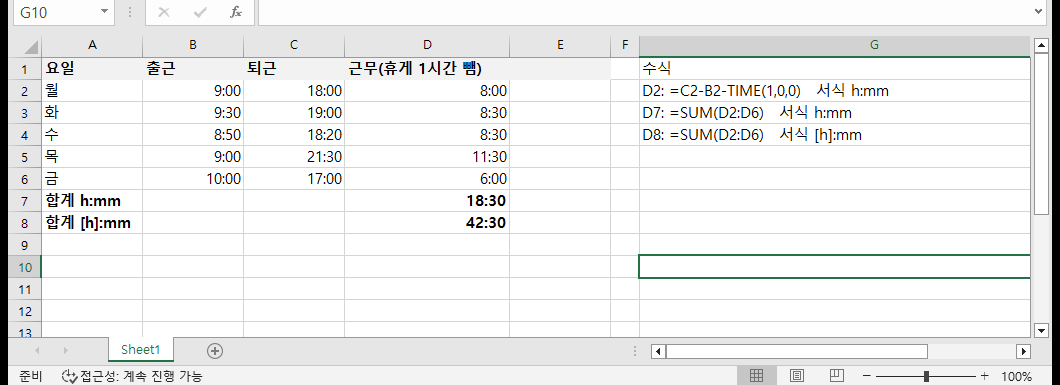 G10 fx
A B C D E F G
1 요일 출근 퇴근 근무(휴게 1시간 뺌) 수식
2 월 9:00 18:00 8:00 D2: =C2-B2-TIME(1,0,0) 서식 h:mm
3 화 9:30 19:00 8:30 D7: =SUM(D2:D6) 서식 h:mm
4 수 8:50 18:20 8:30 D8: =SUM(D2:D6) 서식 [h]:mm
5 목 9:00 21:30 11:30
6 금 10:00 17:00 6:00
7 합계 h:mm 18:30
8 합계 [h]:mm 42:30
9
10
11
12
13
Sheet1
준비 접근성: 계속 진행 가능 100%